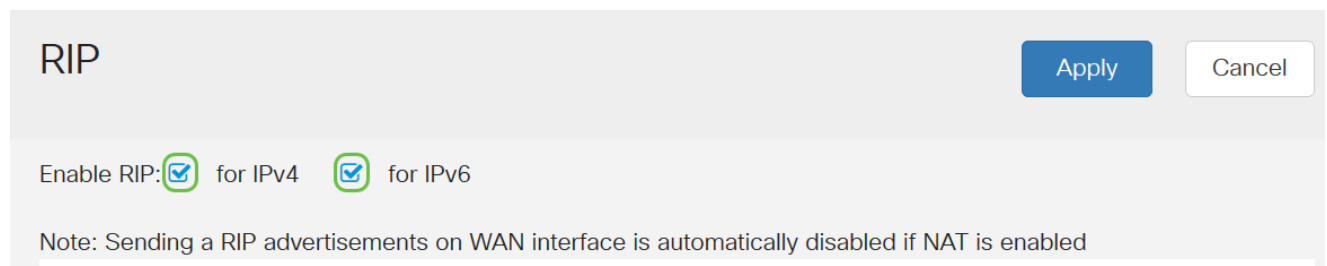 RIP
Apply
Cancel
Enable RIP: for IPv4 for IPv6
Note: Sending a RIP advertisements on WAN interface is automatically disabled if NAT is enabled